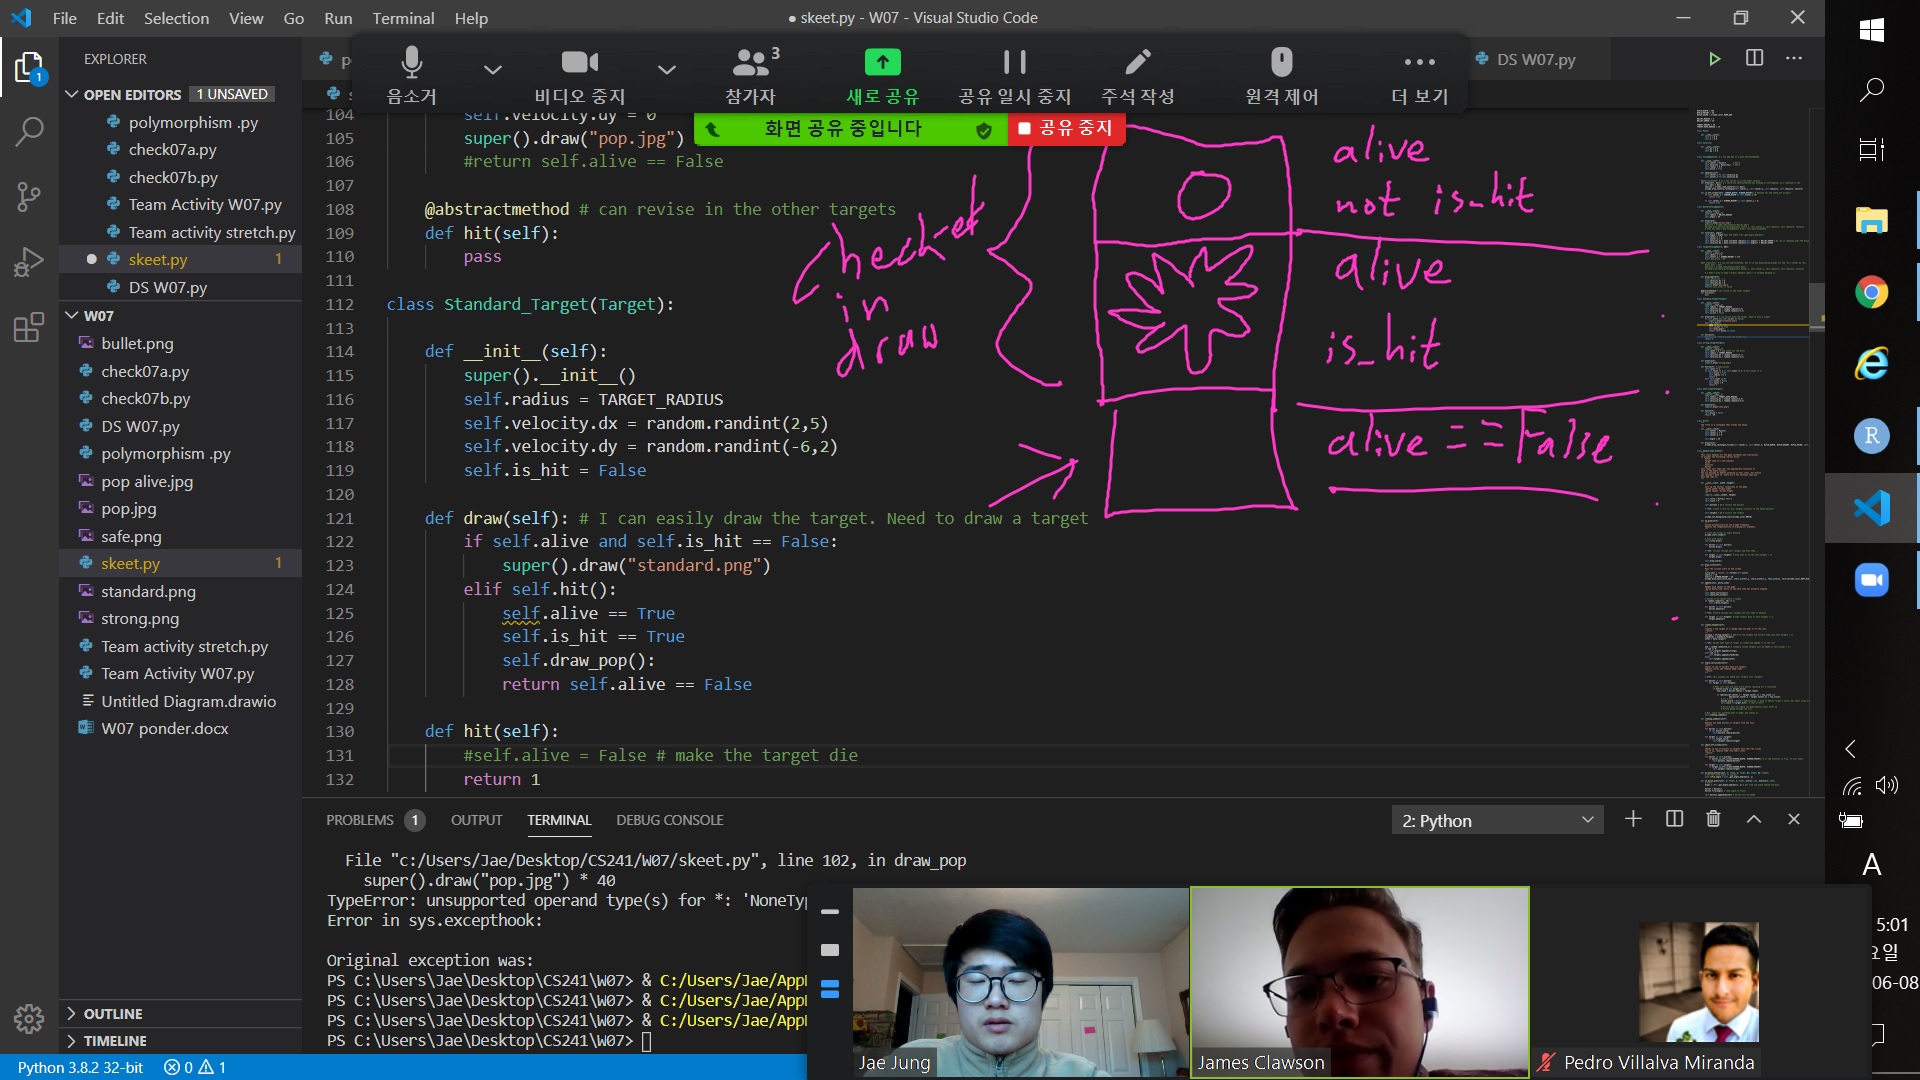 File Edit Selection View Go Run Terminal Help
● skeet.py - W07 - Visual Studio Code
EXPLORER
OPEN EDITORS 1 UNSAVED
polymorphism .py
check07a.py
check07b.py
Team Activity W07.py
Team activity stretch.py
skeet.py 1
DS W07.py
W07
bullet.png
check07a.py
check07b.py
DS W07.py
polymorphism .py
pop alive.jpg
pop.jpg
safe.png
skeet.py 1
standard.png
strong.png
Team activity stretch.py
Team Activity W07.py
Untitled Diagram.drawio
W07 ponder.docx
OUTLINE
TIMELINE
Python 3.8.2 32-bit 0 1
DS W07.py
음소거 비디오 중지 참가자 3 새로 공유 공유 일시 중지 주석 작성 원격 제어 더 보기
화면 공유 중입니다 공유 중지
104 self.velocity.dy = 0
105 super().draw("pop.jpg")
106 #return self.alive == False
107
108 @abstractmethod # can revise in the other targets
109 def hit(self):
110 pass
111
112 class Standard_Target(Target):
113
114 def __init__(self):
115 super().__init__()
116 self.radius = TARGET_RADIUS
117 self.velocity.dx = random.randint(2,5)
118 self.velocity.dy = random.randint(-6,2)
119 self.is_hit = False
120
121 def draw(self): # I can easily draw the target. Need to draw a target
122 if self.alive and self.is_hit == False:
123 super().draw("standard.png")
124 elif self.hit():
125 self.alive == True
126 self.is_hit == True
127 self.draw_pop():
128 return self.alive == False
129
130 def hit(self):
131 #self.alive = False # make the target die
132 return 1
in
draw
alive
not is_hit
alive
is_hit
alive == False
PROBLEMS 1 OUTPUT TERMINAL DEBUG CONSOLE
2: Python
File "c:/Users/Jae/Desktop/CS241/W07/skeet.py", line 102, in draw_pop
super().draw("pop.jpg") * 40
TypeError: unsupported operand type(s) for *: 'NoneTyp
Error in sys.excepthook:
Original exception was:
PS C:\Users\Jae\Desktop\CS241\W07> & C:/Users/Jae/App
PS C:\Users\Jae\Desktop\CS241\W07> & C:/Users/Jae/App
PS C:\Users\Jae\Desktop\CS241\W07> & C:/Users/Jae/App
PS C:\Users\Jae\Desktop\CS241\W07>
Jae Jung
James Clawson
Pedro Villalva Miranda
R
A
5:01
요일
06-08